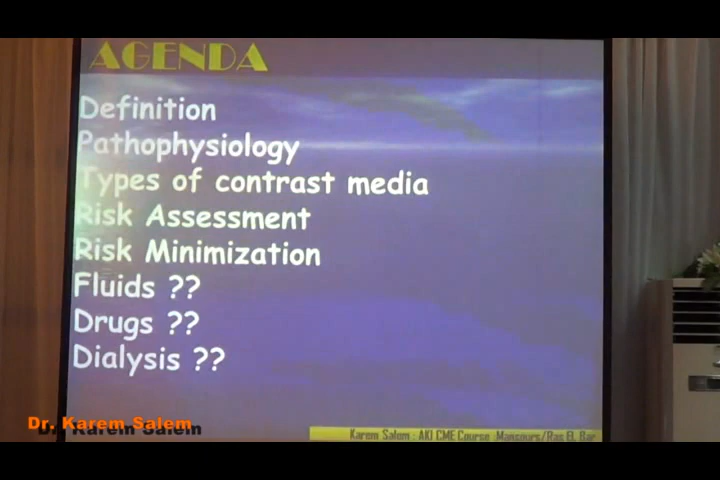 AGENDA
Definition
Pathophysiology
Types of contrast media
Risk Assessment
Risk Minimization
Fluids ??
Drugs ??
Dialysis ??
Dr. Karem Salem
Karem Salem : AKI CME Course :Mansoura/Ras El Bar